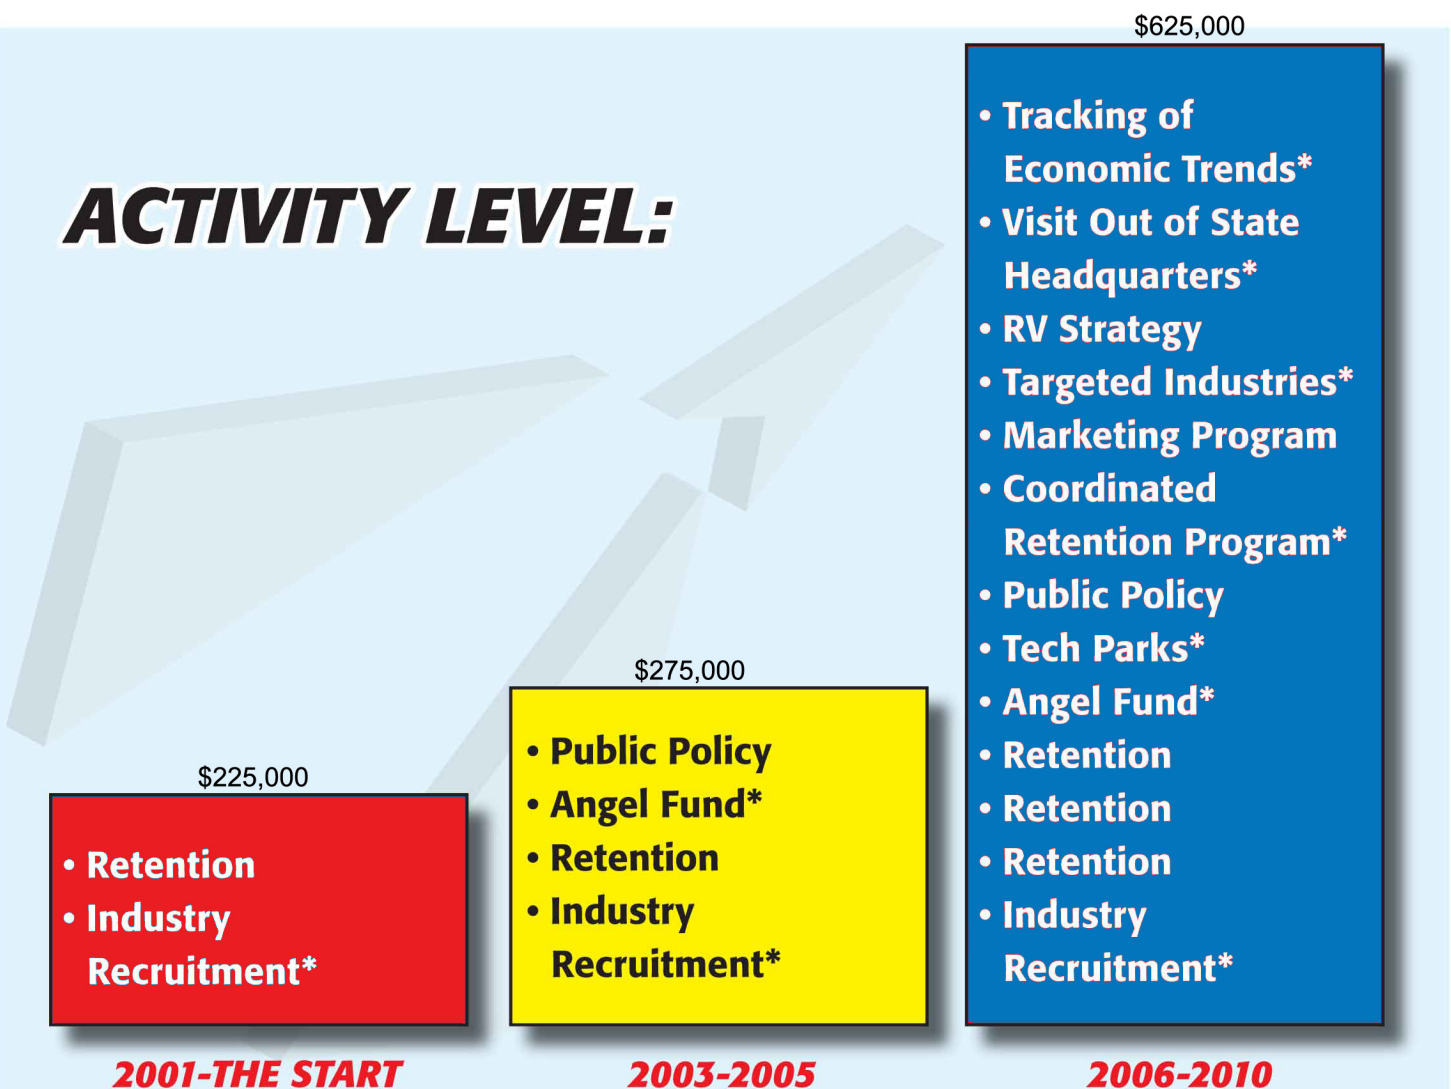 ACTIVITY LEVEL:
$225,000
• Retention
• Industry
Recruitment*
2001-THE START
$275,000
• Public Policy
• Angel Fund*
• Retention
• Industry
Recruitment*
2003-2005
$625,000
• Tracking of
Economic Trends*
• Visit Out of State
Headquarters*
• RV Strategy
• Targeted Industries*
• Marketing Program
• Coordinated
Retention Program*
• Public Policy
• Tech Parks*
• Angel Fund*
• Retention
• Retention
• Retention
• Industry
Recruitment*
2006-2010